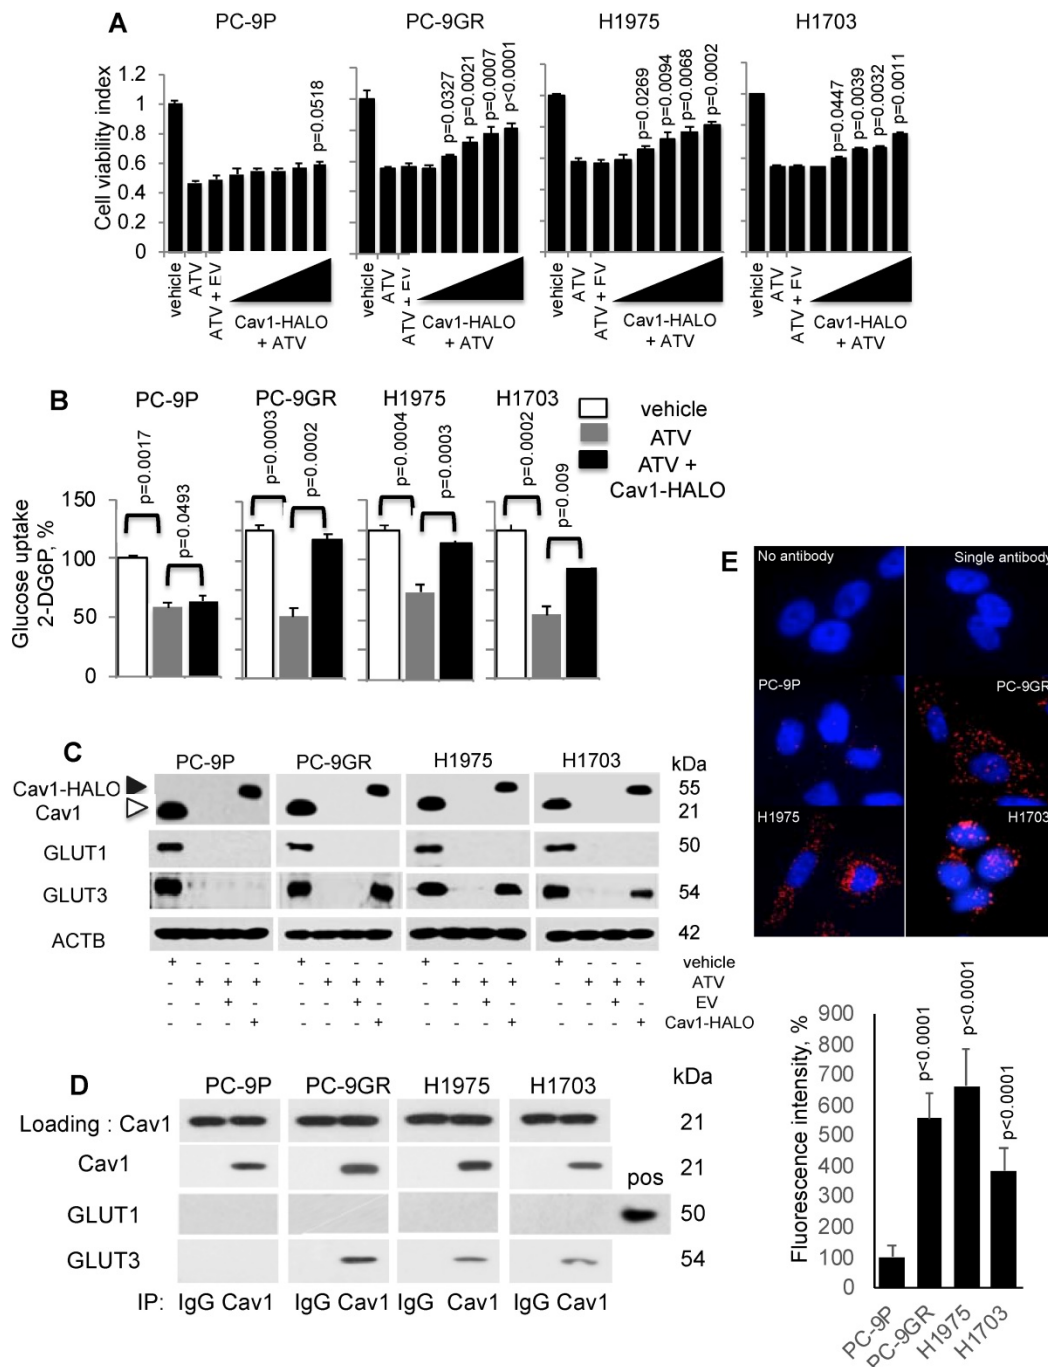 A
PC-9P
PC-9GR
H1975
H1703
Cell viability index
1.2
1
0.8
0.6
0.4
0.2
0
p=0.0518
p=0.0327
p=0.0021
p=0.0007
p<0.0001
p=0.0269
p=0.0094
p=0.0068
p=0.0002
p=0.0447
p=0.0039
p=0.0032
p=0.0011
vehicle
ATV
ATV + EV
vehicle
ATV
ATV + EV
vehicle
ATV
ATV + EV
vehicle
ATV
ATV + EV
Cav1-HALO
+ ATV
Cav1-HALO
+ ATV
Cav1-HALO
+ ATV
Cav1-HALO
+ ATV
B
PC-9P
PC-9GR
H1975
H1703
vehicle
ATV
ATV +
Cav1-HALO
p=0.0017
p=0.0493
p=0.0003
p=0.0002
p=0.0004
p=0.0003
p=0.0002
p=0.009
Glucose uptake
2-DG6P, %
150
100
50
0
C
PC-9P
PC-9GR
H1975
H1703
kDa
Cav1-HALO
55
Cav1
21
GLUT1
50
GLUT3
54
ACTB
42
+ - - - + - - - + - - - + - - - vehicle
- + + + - + + + - + + + - + + + ATV
- - + - - - + - - - + - - - + - EV
- - - + - - - + - - - + - - - + Cav1-HALO
D
PC-9P
PC-9GR
H1975
H1703
kDa
Loading : Cav1
21
Cav1
21
pos
GLUT1
50
GLUT3
54
IP: IgG Cav1 IgG Cav1 IgG Cav1 IgG Cav1
E
No antibody
Single antibody
PC-9P
PC-9GR
H1975
H1703
Fluorescence intensity, %
900
800
700
600
500
400
300
200
100
0
p<0.0001
p<0.0001
p<0.0001
PC-9P
PC-9GR
H1975
H1703